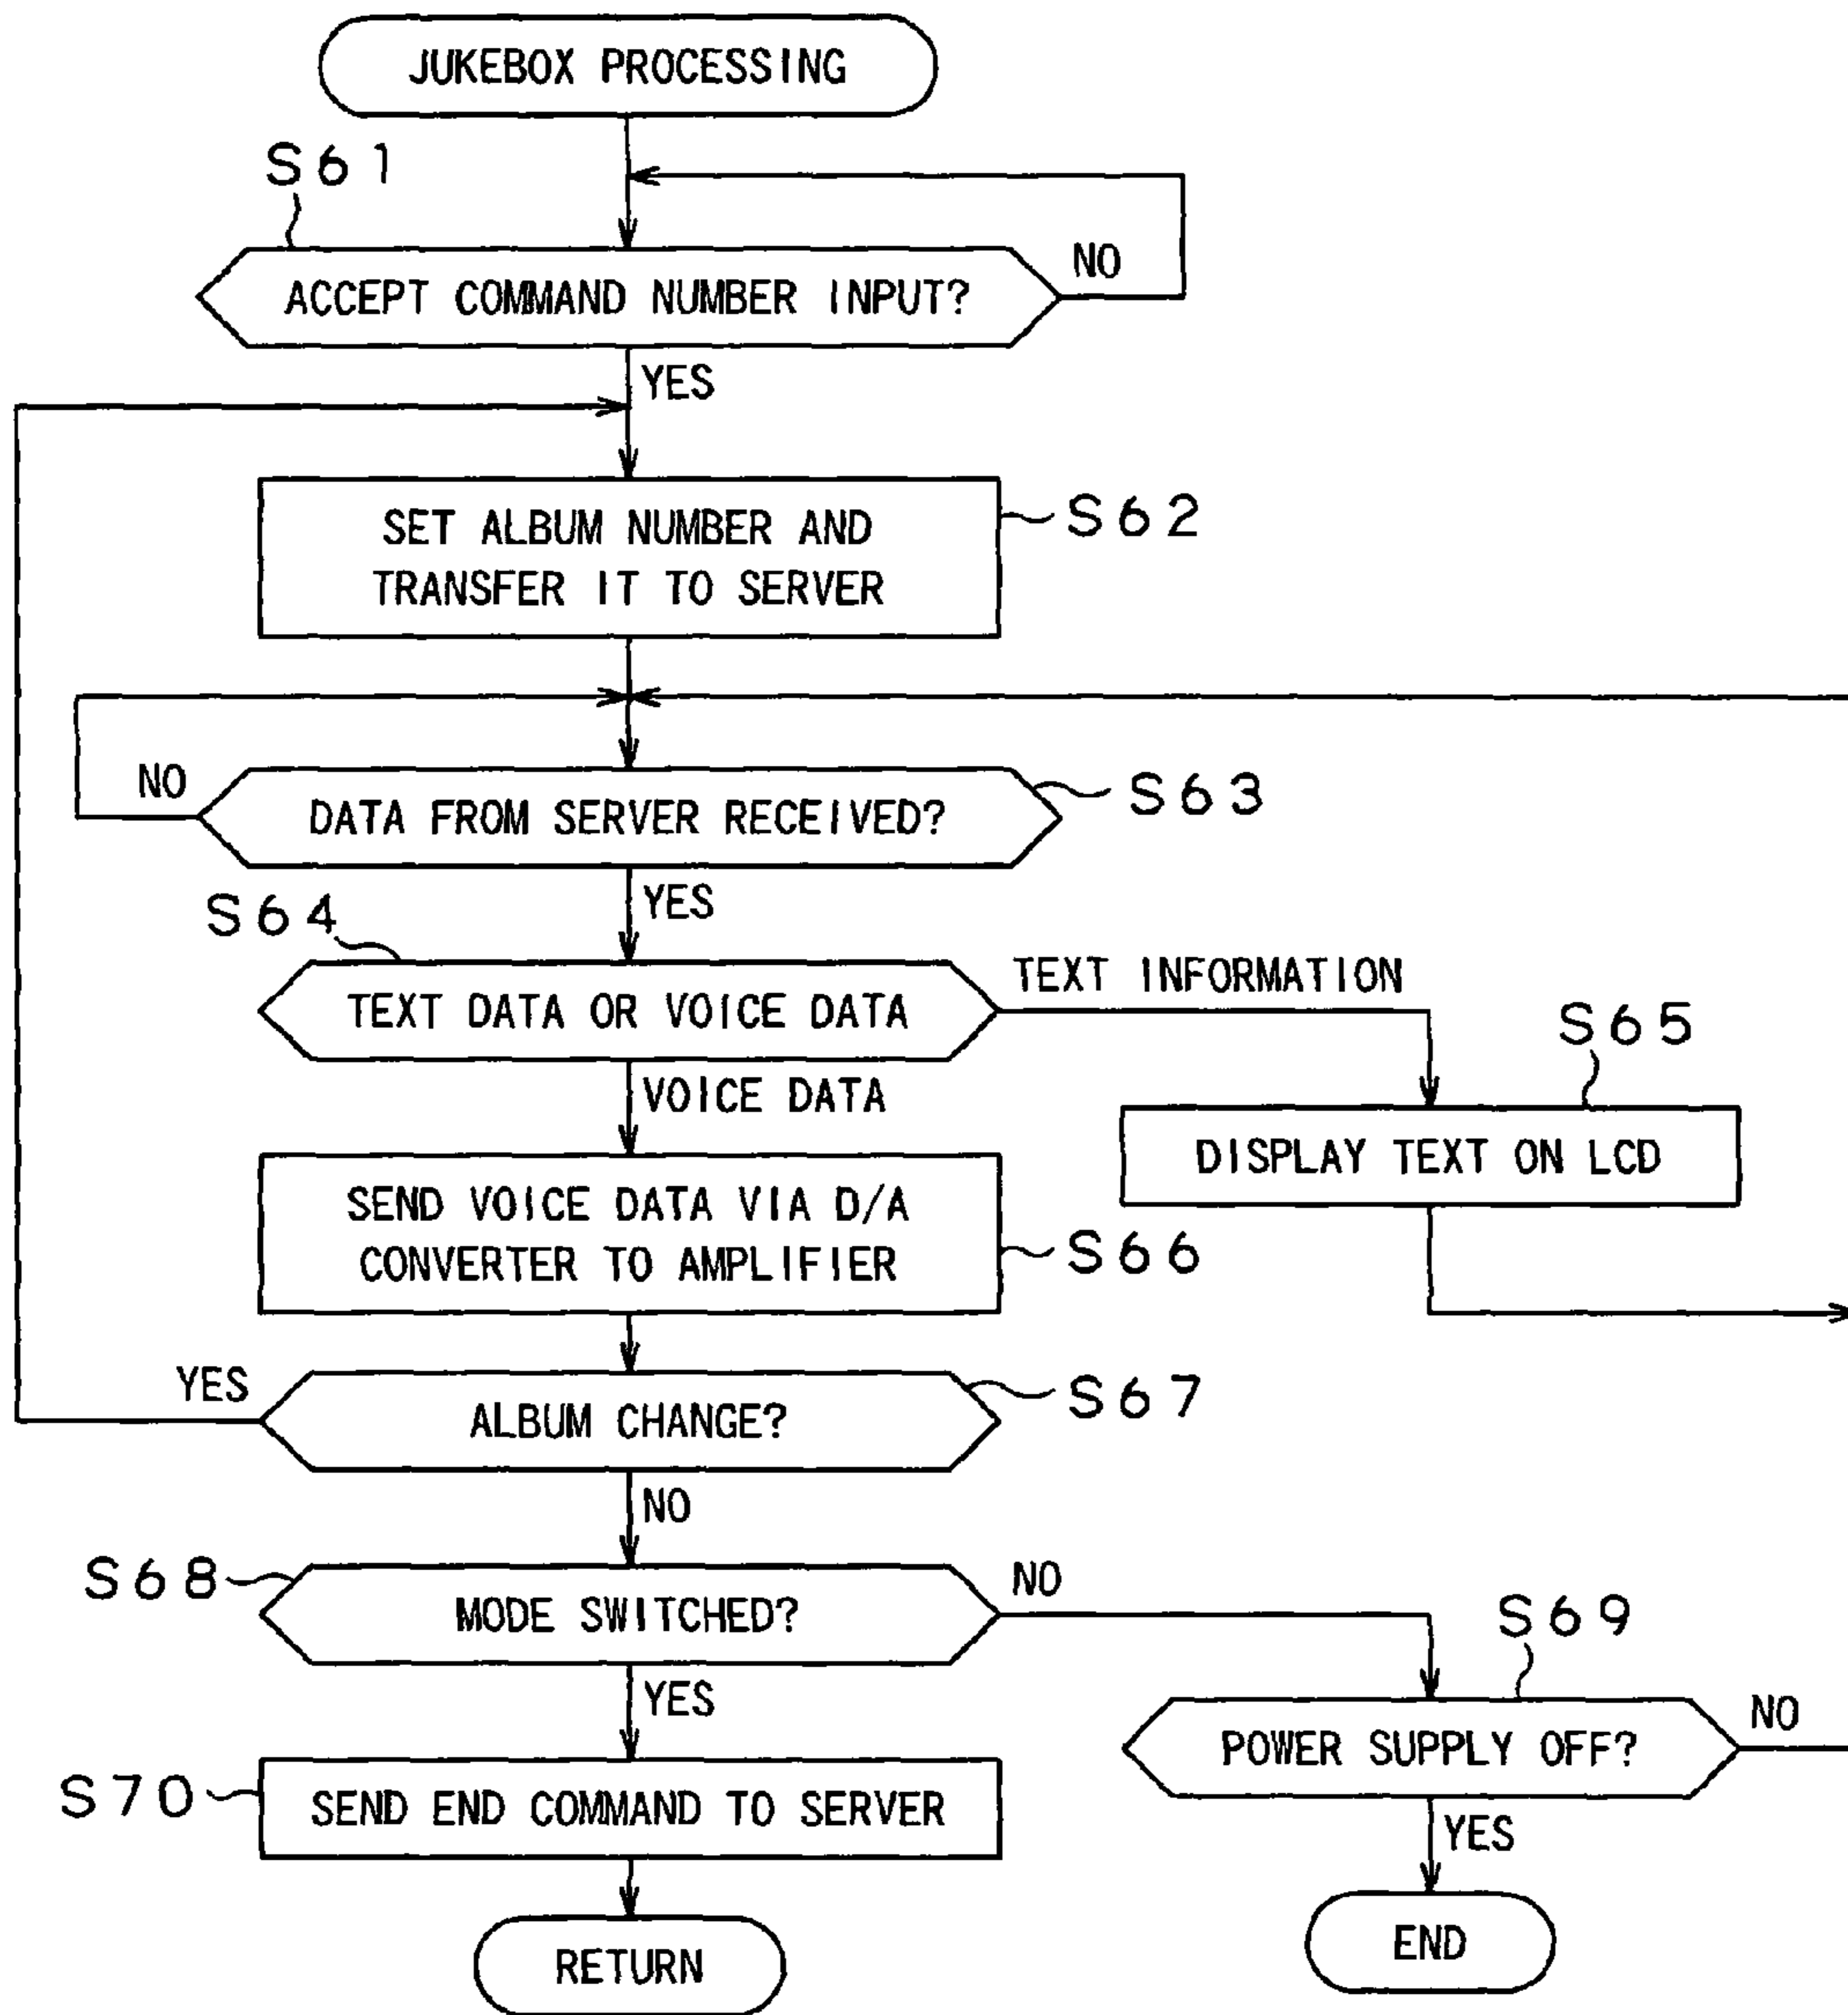 JUKEBOX PROCESSING
S61
ACCEPT COMMAND NUMBER INPUT?
NO
YES
SET ALBUM NUMBER AND
TRANSFER IT TO SERVER
S62
NO
DATA FROM SERVER RECEIVED?
S63
YES
S64
TEXT DATA OR VOICE DATA
TEXT INFORMATION
VOICE DATA
S65
DISPLAY TEXT ON LCD
SEND VOICE DATA VIA D/A
CONVERTER TO AMPLIFIER
S66
YES
ALBUM CHANGE?
S67
NO
S68
MODE SWITCHED?
NO
S69
YES
POWER SUPPLY OFF?
NO
S70
SEND END COMMAND TO SERVER
YES
RETURN
END